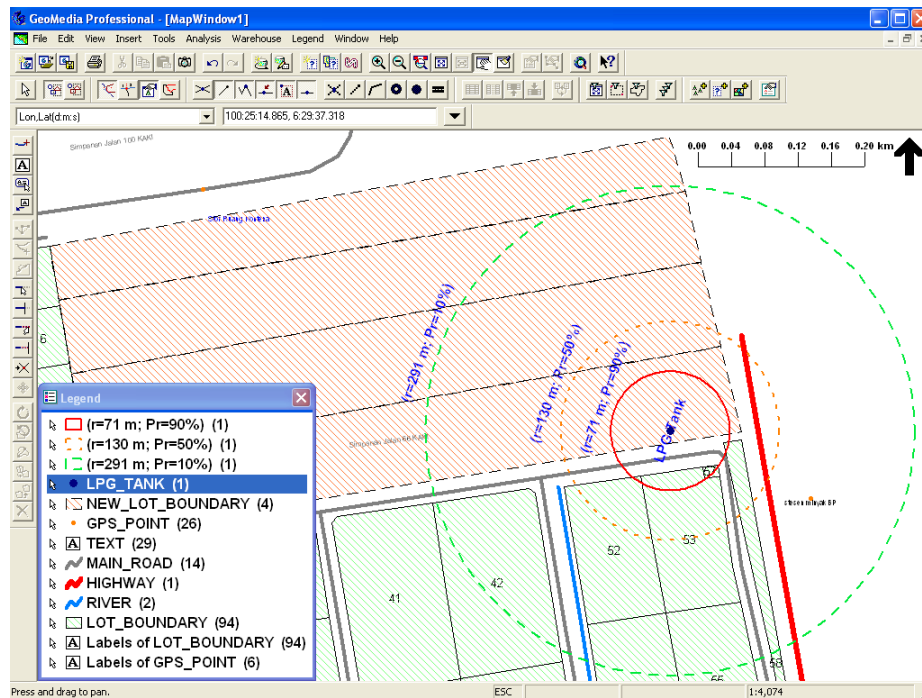 GeoMedia Professional - [MapWindow1]
File Edit View Insert Tools Analysis Warehouse Legend Window Help
Lon,Lat(d:m:s) 100:25:14.865, 6:29:37.318
Simpanan Jalan 100 KAKI
0.00 0.04 0.08 0.12 0.16 0.20 km
(r=291 m; Pr=10%)
(r=130 m; Pr=50%)
(r=71 m; Pr=90%)
LPG-Tank
Simpanan Jalan 66 KAKI
6
67
52
53
41
42
58
Legend
(r=71 m; Pr=90%) (1)
(r=130 m; Pr=50%) (1)
(r=291 m; Pr=10%) (1)
LPG_TANK (1)
NEW_LOT_BOUNDARY (4)
GPS_POINT (26)
TEXT (29)
MAIN_ROAD (14)
HIGHWAY (1)
RIVER (2)
LOT_BOUNDARY (94)
Labels of LOT_BOUNDARY (94)
Labels of GPS_POINT (6)
Press and drag to pan.
ESC
1:4,074